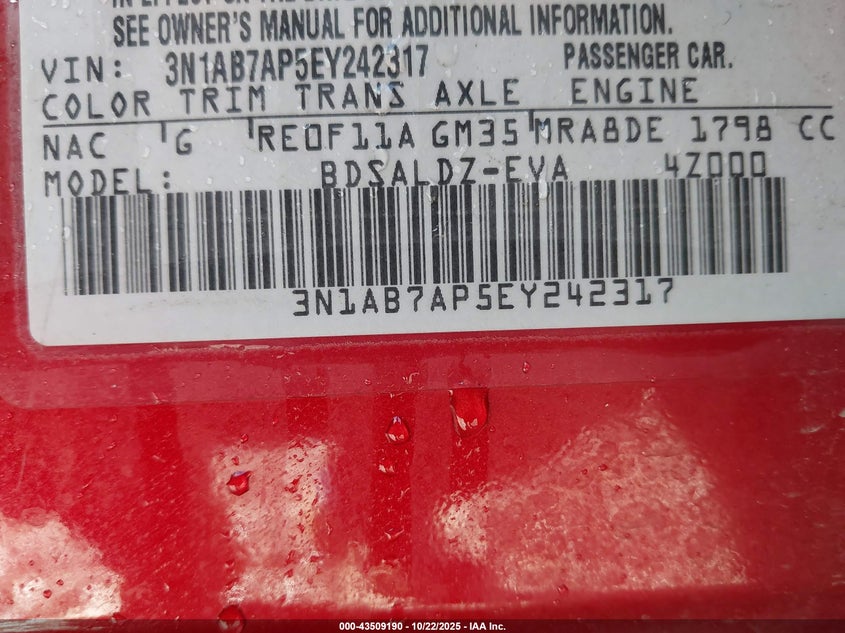 SEE OWNER'S MANUAL FOR ADDITIONAL INFORMATION.
VIN: 3N1AB7AP5EY242317 PASSENGER CAR.
COLOR TRIM TRANS AXLE ENGINE
NAC G RE0F11A GM35 MRA8DE 1798 CC
MODEL: BDSALDZ-EVA 4Z000
3N1AB7AP5EY242317
000-43509190 - 10/22/2025 - IAA Inc.